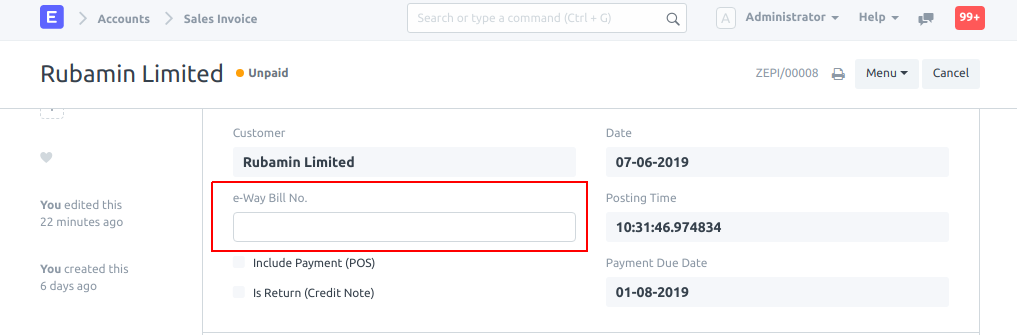 E Accounts Sales Invoice Search or type a command (Ctrl + G) A Administrator Help 99+
Rubamin Limited Unpaid ZEPI/00008 Menu Cancel
Customer
Rubamin Limited
Date
07-06-2019
e-Way Bill No.
Posting Time
10:31:46.974834
Include Payment (POS)
Is Return (Credit Note)
Payment Due Date
01-08-2019
You edited this
22 minutes ago
You created this
6 days ago